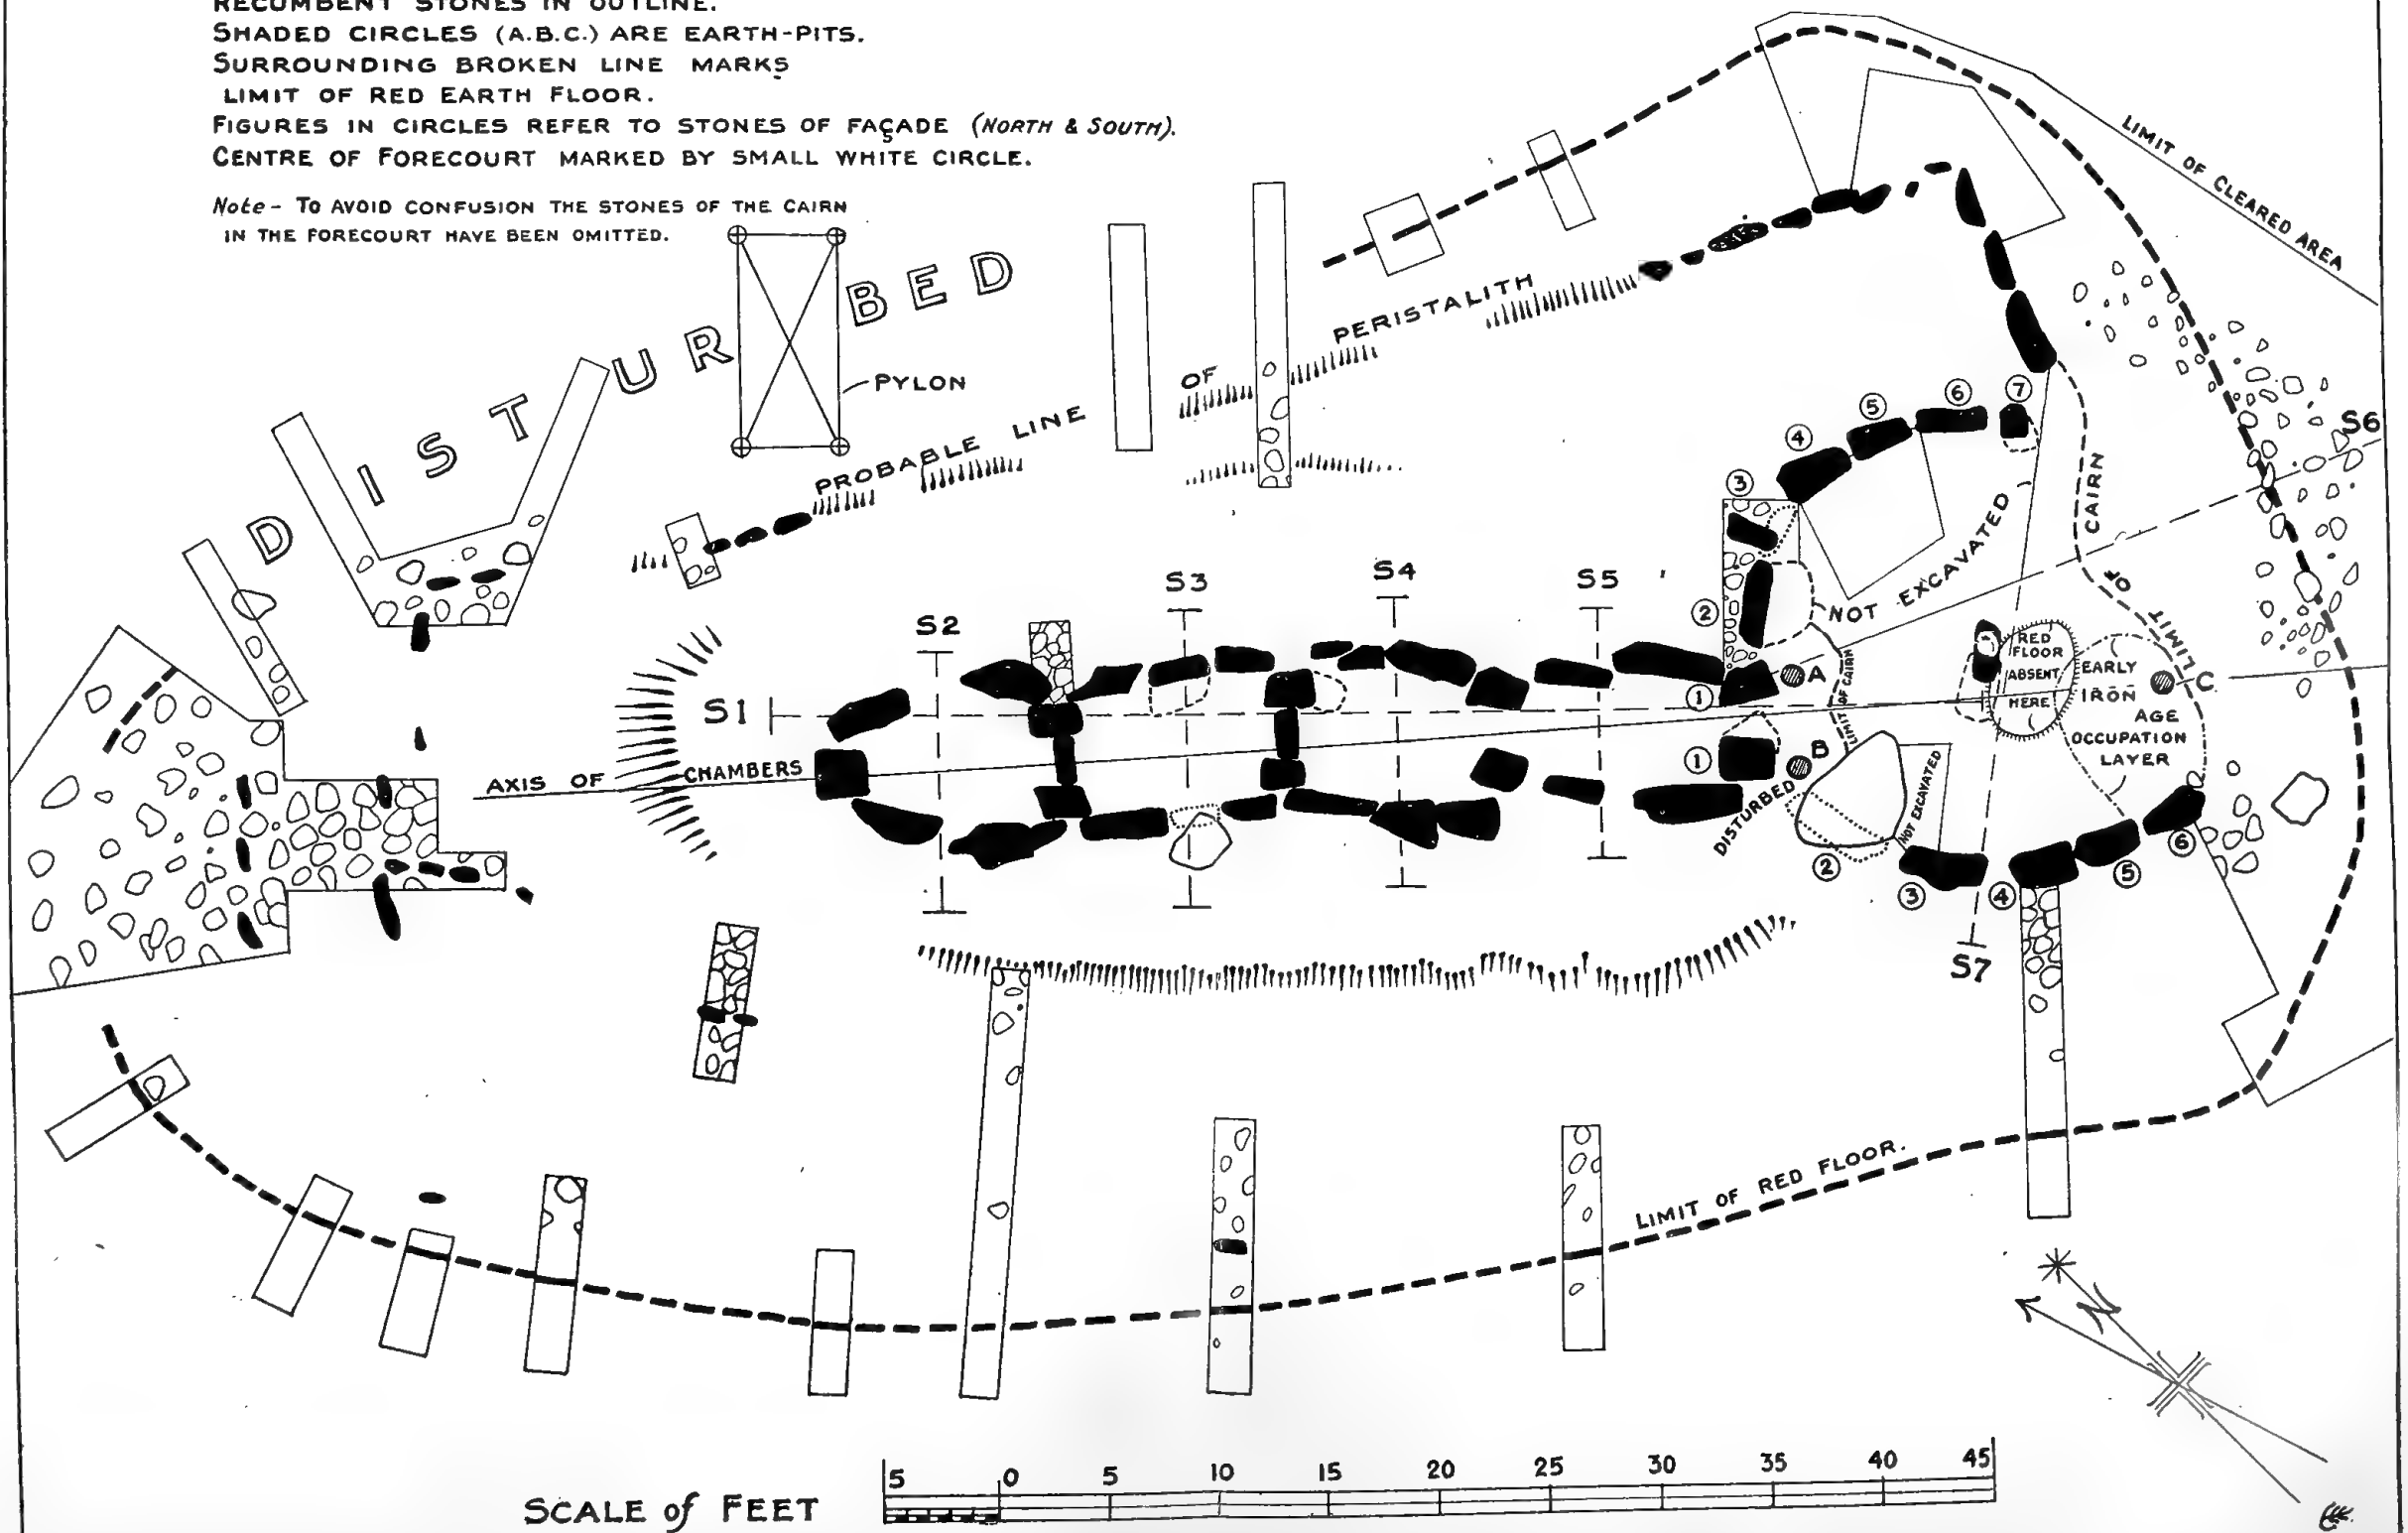 RECUMBENT STONES IN OUTLINE.
SHADED CIRCLES (A.B.C.) ARE EARTH-PITS.
SURROUNDING BROKEN LINE MARKS
LIMIT OF RED EARTH FLOOR.
FIGURES IN CIRCLES REFER TO STONES OF FAÇADE (NORTH & SOUTH).
CENTRE OF FORECOURT MARKED BY SMALL WHITE CIRCLE.
Note - TO AVOID CONFUSION THE STONES OF THE CAIRN
IN THE FORECOURT HAVE BEEN OMITTED.
DISTURBED
PYLON
PROBABLE LINE OF PERISTALITH
LIMIT OF CLEARED AREA
S6
7
6
5
4
3
2
1
NOT EXCAVATED
LIMIT OF CAIRN
S5
S4
S3
S2
S1
A
LIMIT OF CAIRN
RED
FLOOR
ABSENT
HERE
EARLY
IRON
AGE
OCCUPATION
LAYER
C
AXIS OF CHAMBERS
1
B
DISTURBED
NOT EXCAVATED
2
3
4
5
6
S7
LIMIT OF RED FLOOR.
N
SCALE of FEET
5 0 5 10 15 20 25 30 35 40 45